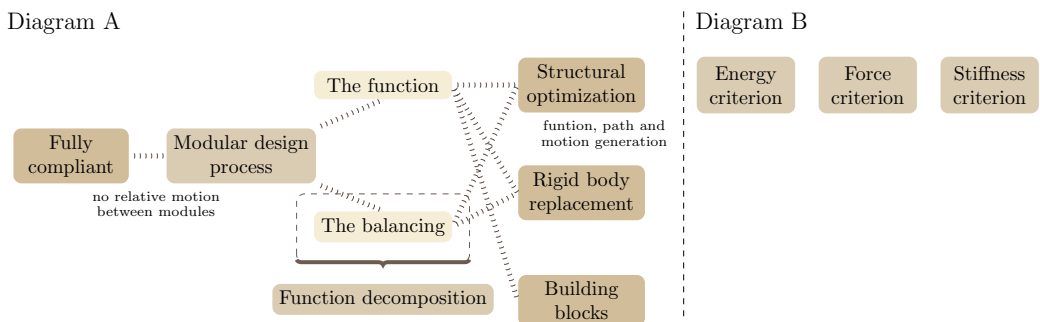 Diagram A
Diagram B
The function
Structural
optimization
Energy
criterion
Force
criterion
Stiffness
criterion
funtion, path and
motion generation
Fully
compliant
Modular design
process
no relative motion
between modules
Rigid body
replacement
The balancing
Function decomposition
Building
blocks